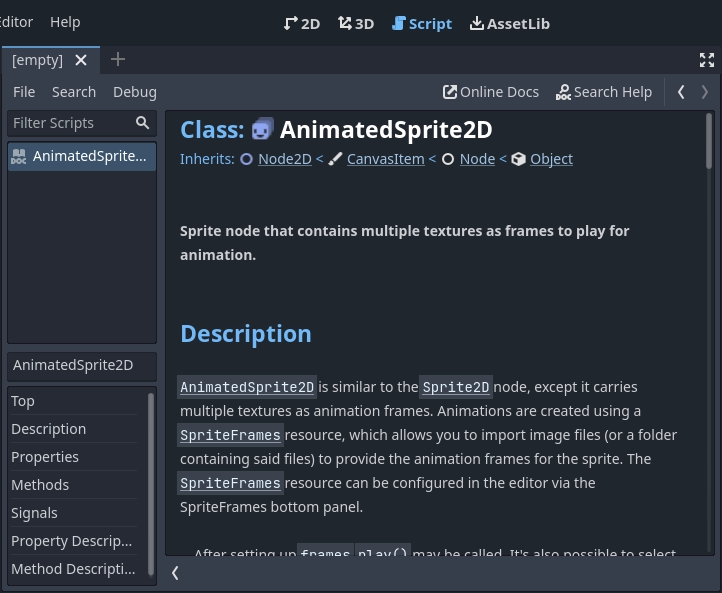 ditor Help 2D 3D Script AssetLib
[empty]
File Search Debug Online Docs Search Help
Filter Scripts
AnimatedSprite...
AnimatedSprite2D
Top
Description
Properties
Methods
Signals
Property Descrip...
Method Descripti...
Class: AnimatedSprite2D
Inherits: Node2D < CanvasItem < Node < Object
Sprite node that contains multiple textures as frames to play for
animation.
Description
AnimatedSprite2D is similar to the Sprite2D node, except it carries
multiple textures as animation frames. Animations are created using a
SpriteFrames resource, which allows you to import image files (or a folder
containing said files) to provide the animation frames for the sprite. The
SpriteFrames resource can be configured in the editor via the
SpriteFrames bottom panel.
After setting up frames, play() may be called. It's also possible to select